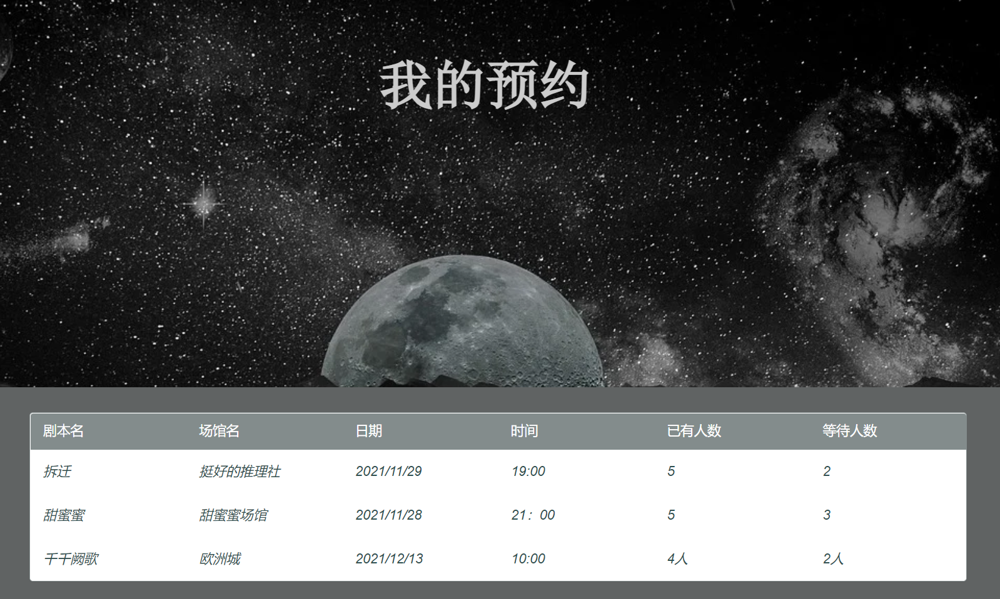 我的预约
剧本名 场馆名 日期 时间 已有人数 等待人数
拆迁 挺好的推理社 2021/11/29 19:00 5 2
甜蜜蜜 甜蜜蜜场馆 2021/11/28 21：00 5 3
千千阙歌 欧洲城 2021/12/13 10:00 4人 2人